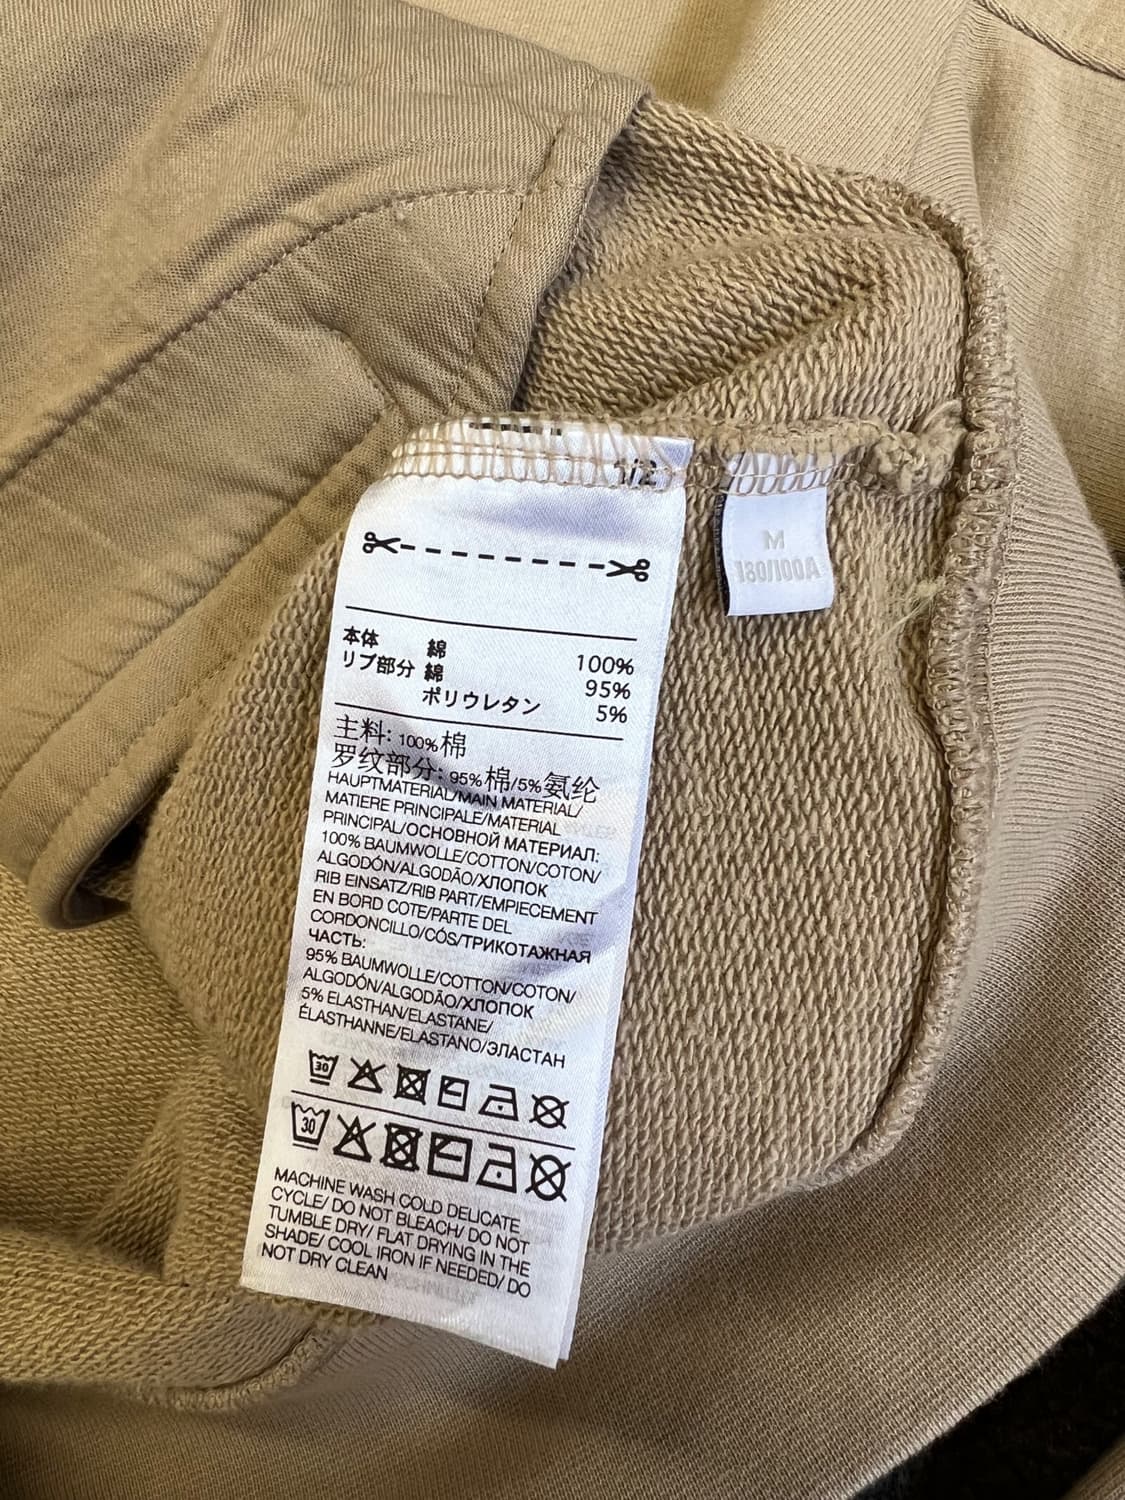 1/2
M
180/100A
本体 綿 100%
リブ部分 綿 95%
ポリウレタン 5%
主料: 100%棉
罗纹部分: 95%棉/5%氨纶
HAUPTMATERIAL/MAIN MATERIAL/
MATIERE PRINCIPALE/MATERIAL
PRINCIPAL/ОСНОВНОЙ МАТЕРИАЛ:
100% BAUMWOLLE/COTTON/COTON/
ALGODÓN/ALGODÃO/ХЛОПОК
RIB EINSATZ/RIB PART/EMPIECEMENT
EN BORD COTE/PARTE DEL
CORDONCILLO/CÓS/ТРИКОТАЖНАЯ
ЧАСТЬ:
95% BAUMWOLLE/COTTON/COTON/
ALGODÓN/ALGODÃO/ХЛОПОК
5% ELASTHAN/ELASTANE/
ÉLASTHANNE/ELASTANO/ЭЛАСТАН
30
30
MACHINE WASH COLD DELICATE
CYCLE/ DO NOT BLEACH/ DO NOT
TUMBLE DRY/ FLAT DRYING IN THE
SHADE/ COOL IRON IF NEEDED/ DO
NOT DRY CLEAN